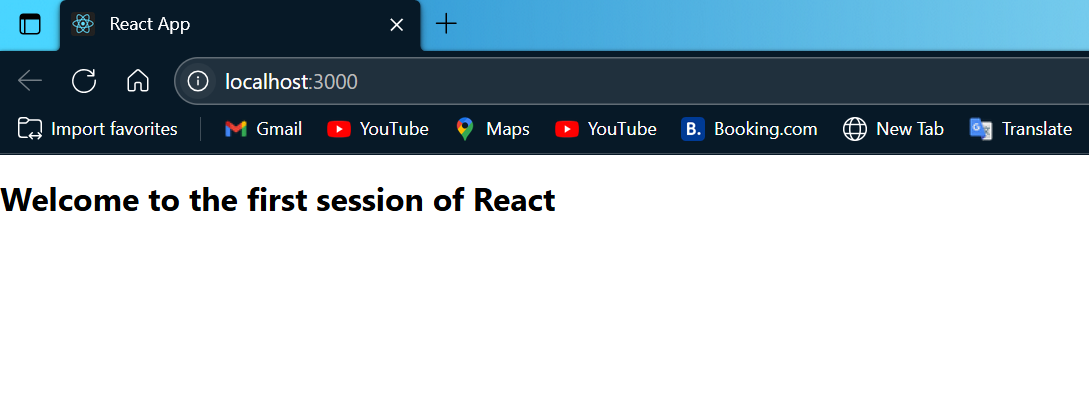 React App
localhost:3000
Import favorites Gmail YouTube Maps YouTube B. Booking.com New Tab Translate
Welcome to the first session of React